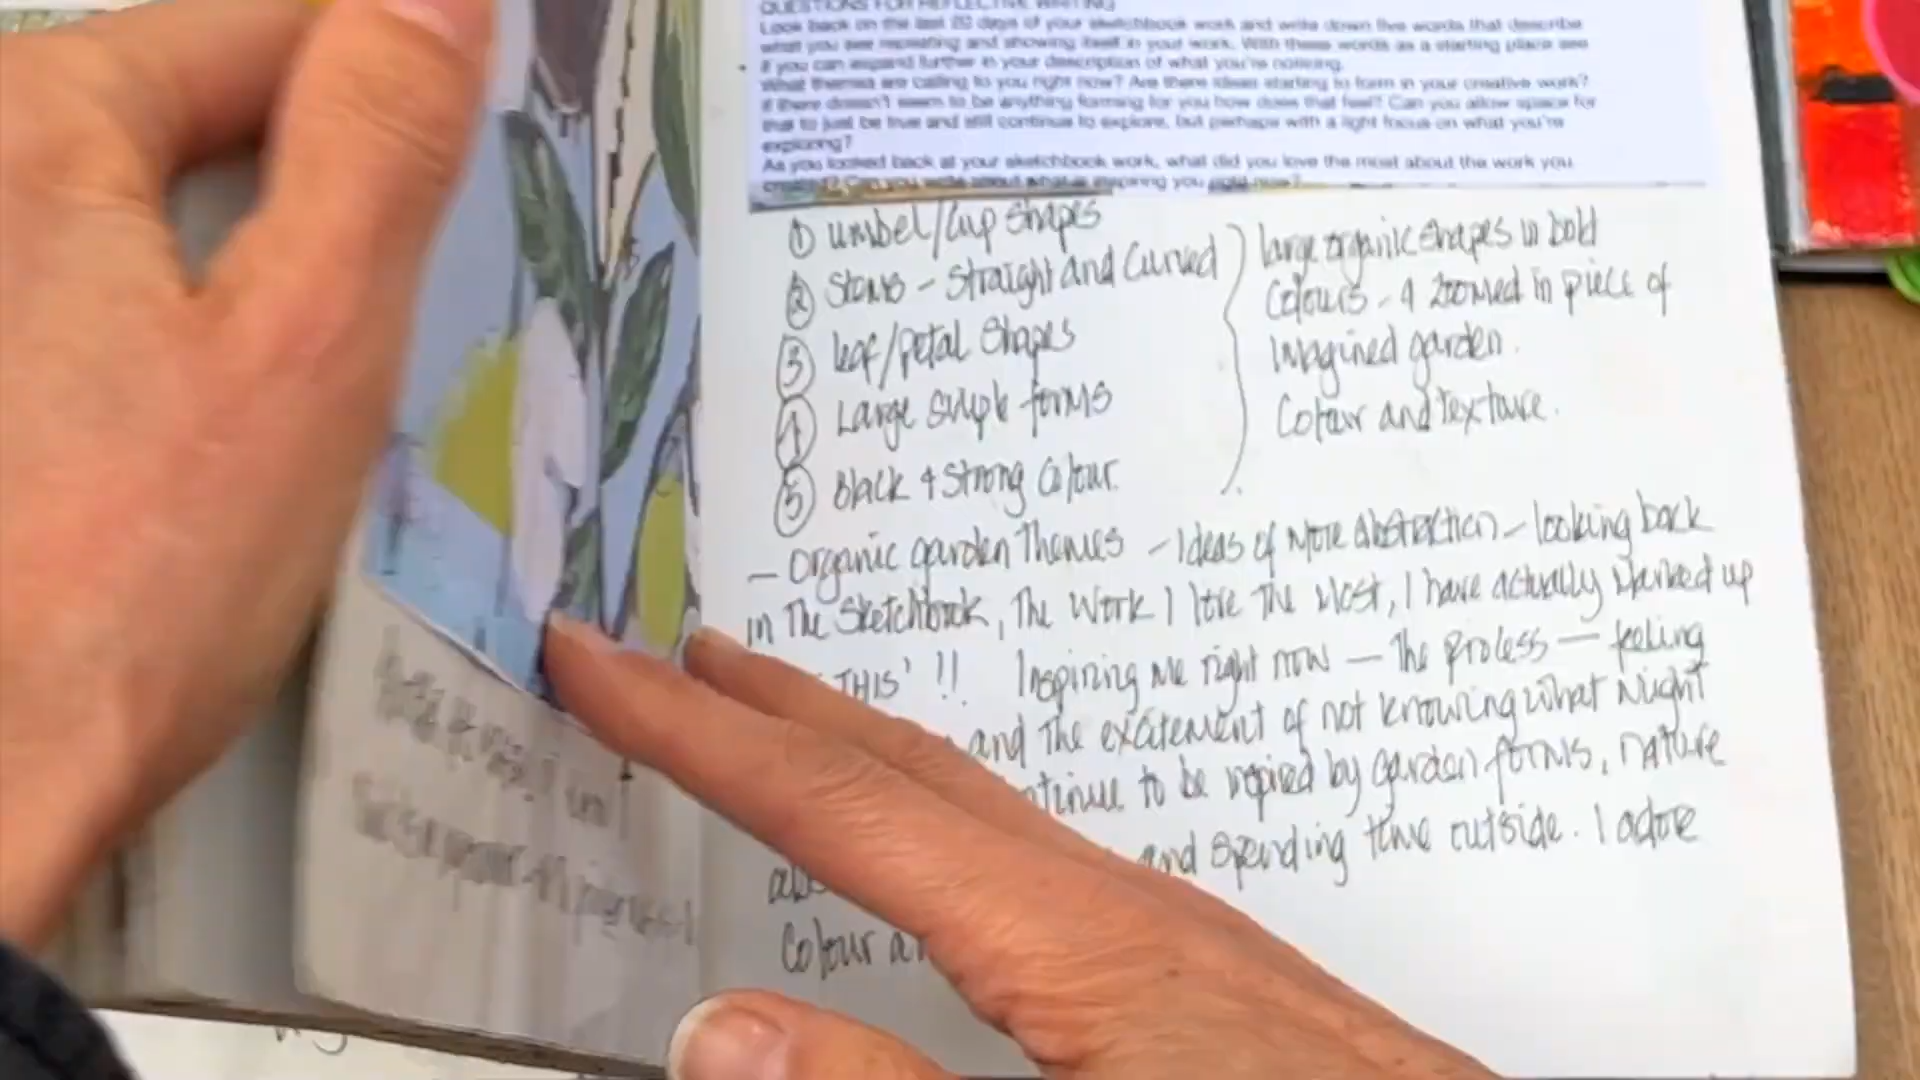 QUESTIONS FOR REFLECTIVE WRITING
Look back on the last 20 days of your sketchbook work and write down five words that describe
what you see repeating and showing itself in your work. With these words as a starting place see
if you can expand further in your description of what you're noticing.
What themes are calling to you right now? Are there ideas starting to form in your creative work?
If there doesn't seem to be anything forming for you how does that feel? Can you allow space for
that to just be true and still continue to explore, but perhaps with a light focus on what you're
exploring?
As you looked back at your sketchbook work, what did you love the most about the work you
created? Can you write about what is inspiring you right now?
① Umbel/Cup Shapes
② Stems - Straight and Curved
③ leaf/petal Shapes
④ Large Simple forms
⑤ Black + Strong Colour.
large organic shapes in bold
Colours - A zoomed in piece of
Imagined garden.
Colour and texture.
- Organic garden Themes - Ideas of More Abstraction - looking back
in The Sketchbook, The Work I love The Most, I have actually Marked up
THIS' !! Inspiring Me right now - The process - feeling
and The excitement of not knowing what Might
to be inspired by garden forms, nature
and spending time outside. I adore
Colour